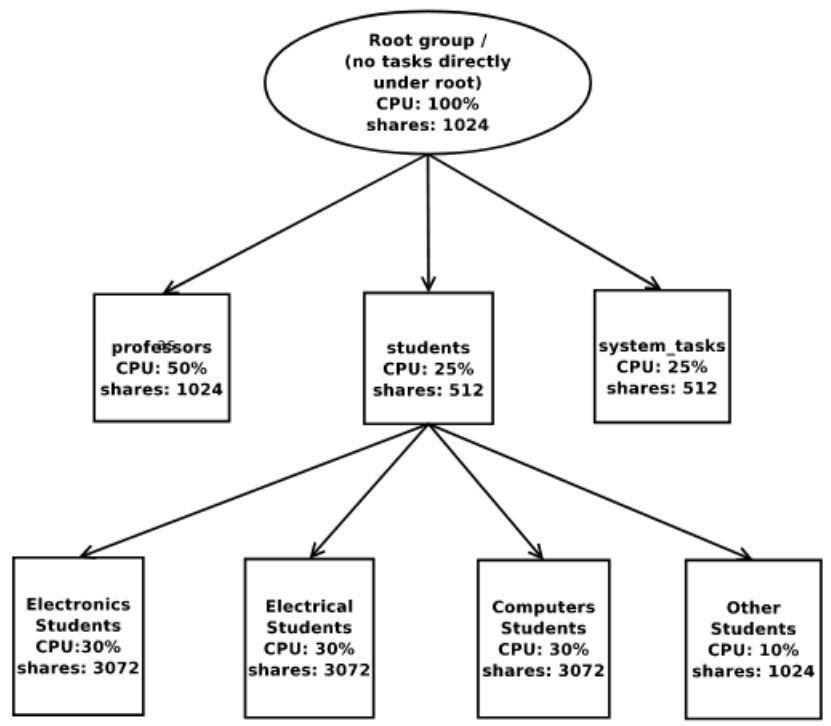 Root group /
(no tasks directly
under root)
CPU: 100%
shares: 1024
professors
CPU: 50%
shares: 1024
students
CPU: 25%
shares: 512
system_tasks
CPU: 25%
shares: 512
Electronics
Students
CPU:30%
shares: 3072
Electrical
Students
CPU: 30%
shares: 3072
Computers
Students
CPU: 30%
shares: 3072
Other
Students
CPU: 10%
shares: 1024